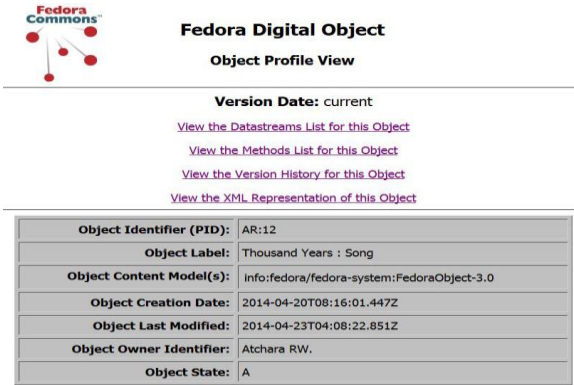 Fedora
Commons™
Fedora Digital Object
Object Profile View
Version Date: current
View the Datastreams List for this Object
View the Methods List for this Object
View the Version History for this Object
View the XML Representation of this Object
Object Identifier (PID): AR:12
Object Label: Thousand Years : Song
Object Content Model(s): info:fedora/fedora-system:FedoraObject-3.0
Object Creation Date: 2014-04-20T08:16:01.447Z
Object Last Modified: 2014-04-23T04:08:22.851Z
Object Owner Identifier: Atchara RW.
Object State: A